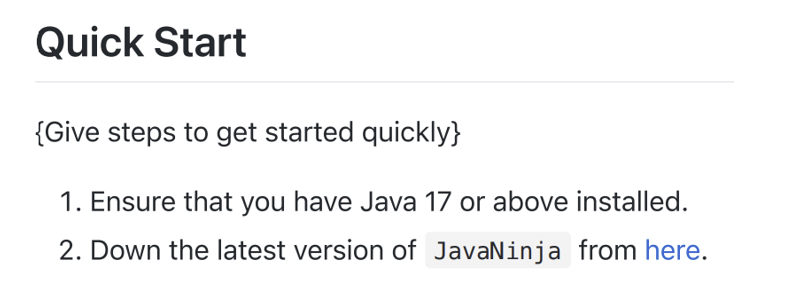 Quick Start
{Give steps to get started quickly}
1. Ensure that you have Java 17 or above installed.
2. Down the latest version of JavaNinja from here.